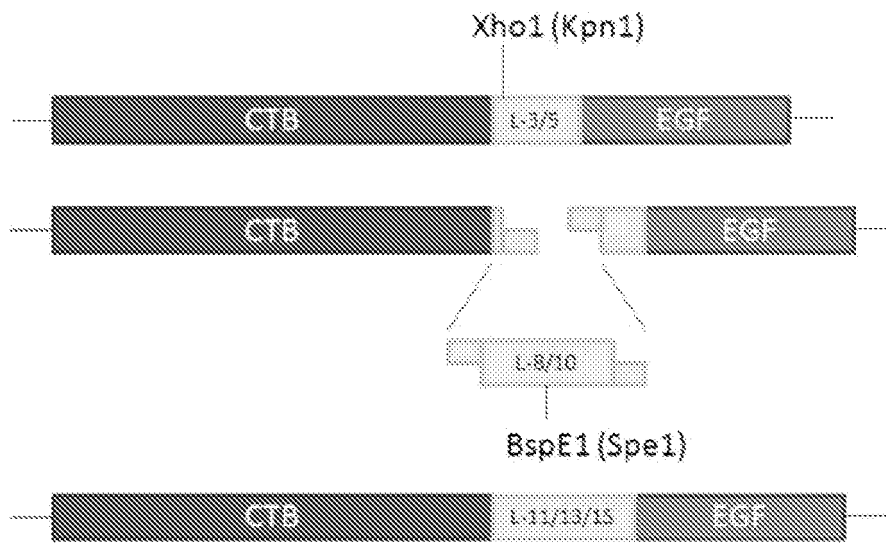 Xho1 (Kpn1)
CTB L-3/5 EGF
CTB EGF
L-8/10
BspE1 (Spe1)
CTB L-11/13/15 EGF